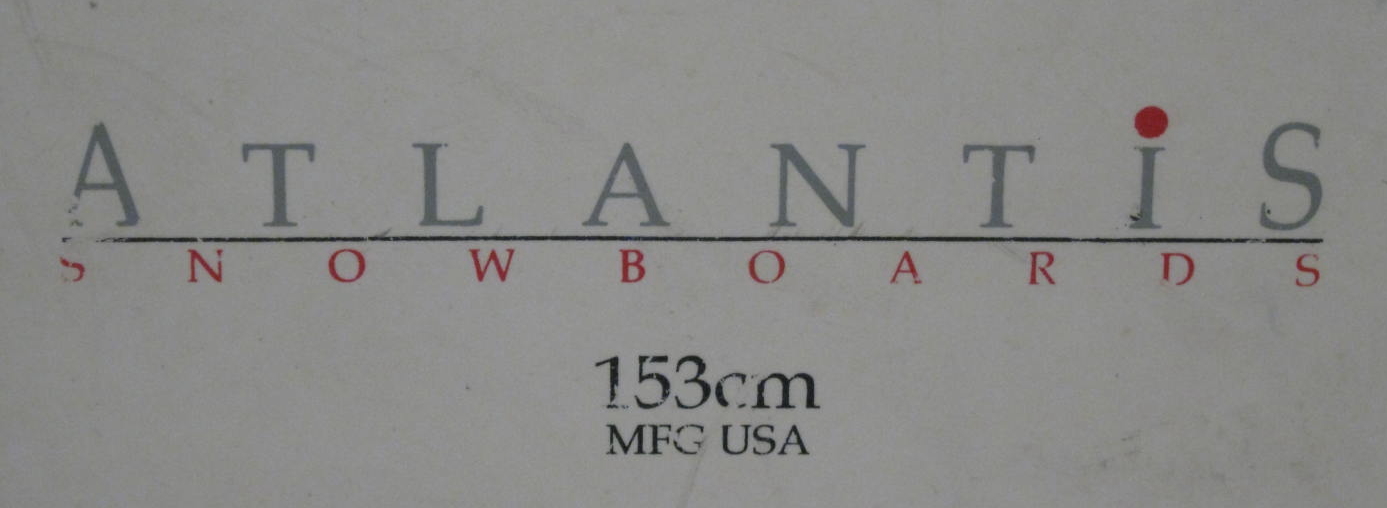 ATLANTiS
SNOWBOARDS
153cm
MFG USA